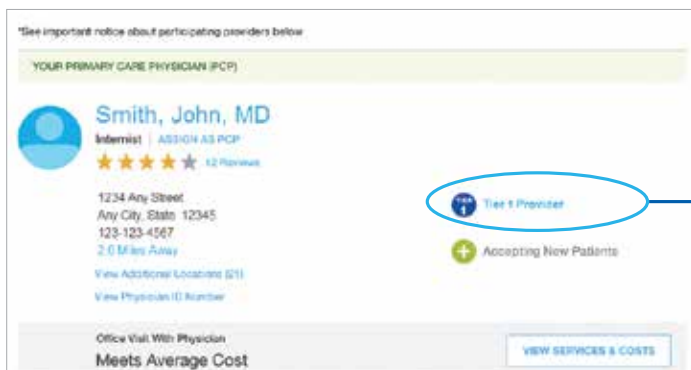 *See important notice about participating providers below
YOUR PRIMARY CARE PHYSICIAN (PCP)
Smith, John, MD
Internist | ASSIGN AS PCP
12 Reviews
1234 Any Street
Any City, State 12345
123-123-4567
2.0 Miles Away
View Additional Locations (21)
View Physician ID Number
TIER 1 Tier 1 Provider
Accepting New Patients
Office Visit With Physician
Meets Average Cost
VIEW SERVICES & COSTS